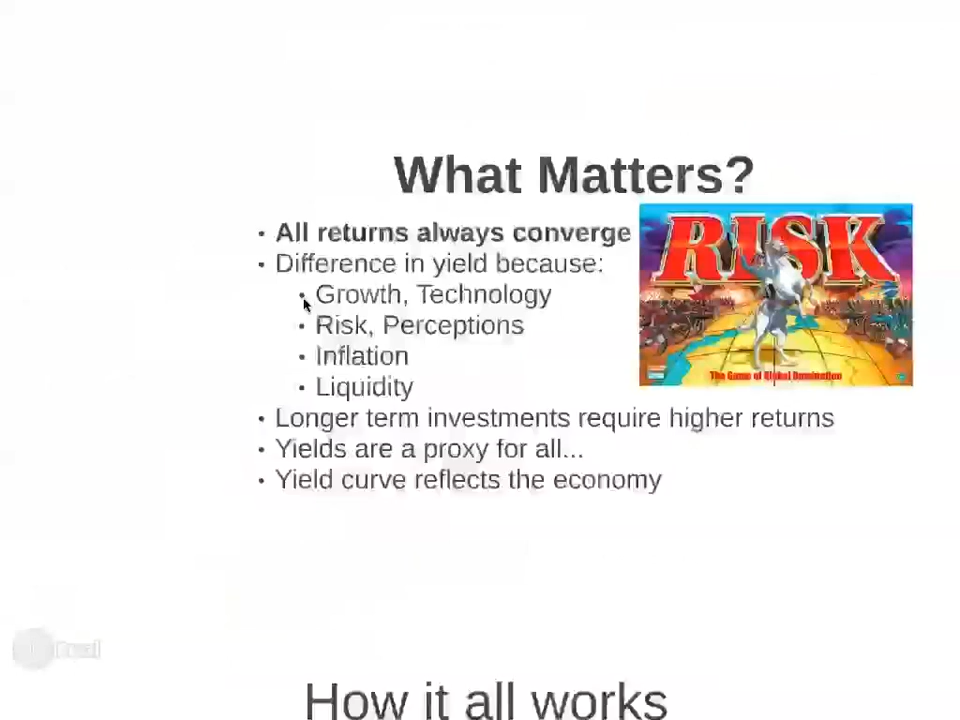 What Matters?
• All returns always converge
• Difference in yield because:
• Growth, Technology
• Risk, Perceptions
• Inflation
• Liquidity
• Longer term investments require higher returns
• Yields are a proxy for all...
• Yield curve reflects the economy
RISK
The Game of Global Domination
How it all works